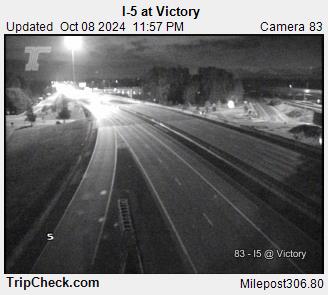 I-5 at Victory
Updated Oct 08 2024 11:57 PM Camera 83
T
S
83 - I5 @ Victory
TripCheck.com Milepost306.80